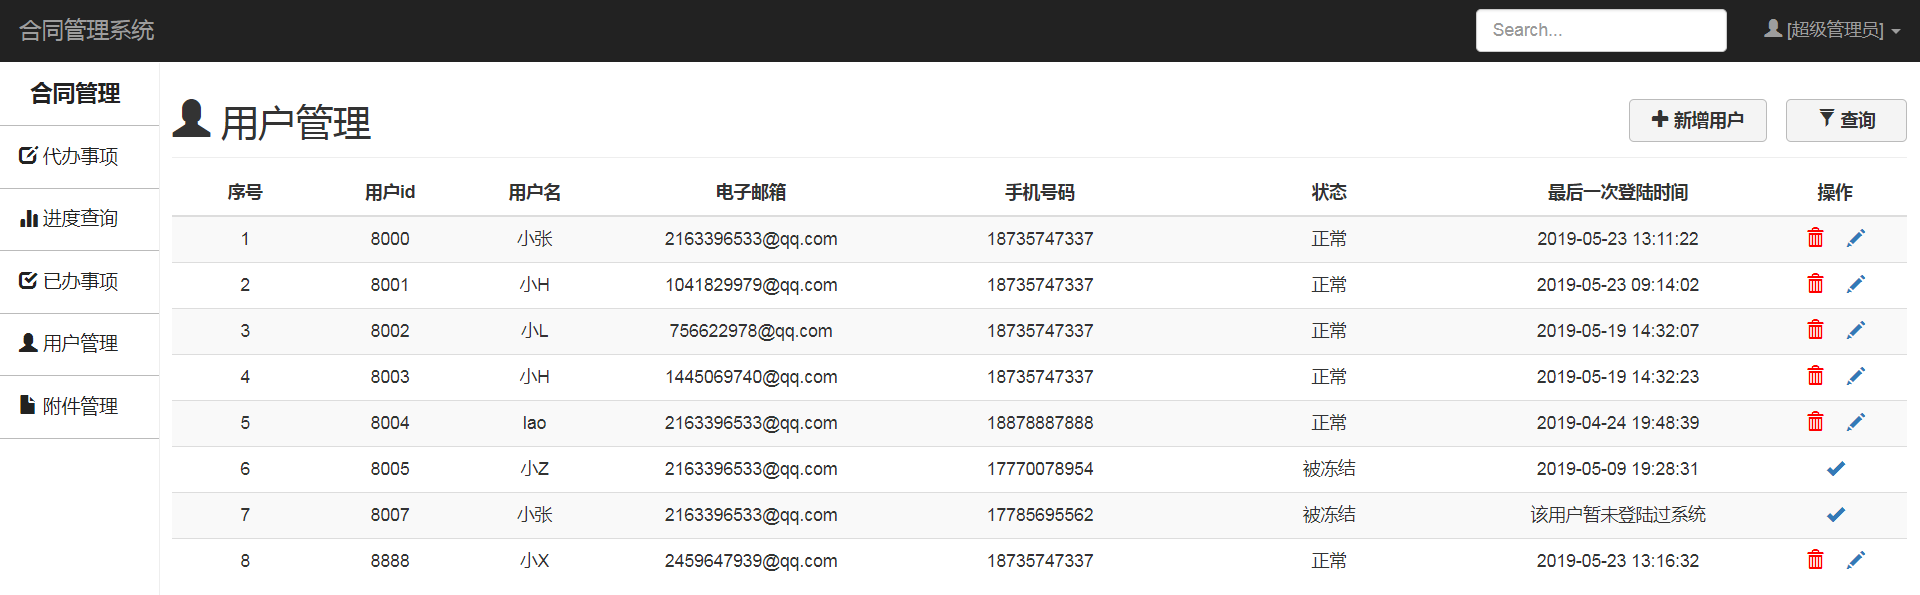 合同管理系统
Search...
[超级管理员]
合同管理
代办事项
进度查询
已办事项
用户管理
附件管理
用户管理
新增用户
查询
序号 用户id 用户名 电子邮箱 手机号码 状态 最后一次登陆时间 操作
1 8000 小张 2163396533@qq.com 18735747337 正常 2019-05-23 13:11:22
2 8001 小H 1041829979@qq.com 18735747337 正常 2019-05-23 09:14:02
3 8002 小L 756622978@qq.com 18735747337 正常 2019-05-19 14:32:07
4 8003 小H 1445069740@qq.com 18735747337 正常 2019-05-19 14:32:23
5 8004 lao 2163396533@qq.com 18878887888 正常 2019-04-24 19:48:39
6 8005 小Z 2163396533@qq.com 17770078954 被冻结 2019-05-09 19:28:31
7 8007 小张 2163396533@qq.com 17785695562 被冻结 该用户暂未登陆过系统
8 8888 小X 2459647939@qq.com 18735747337 正常 2019-05-23 13:16:32